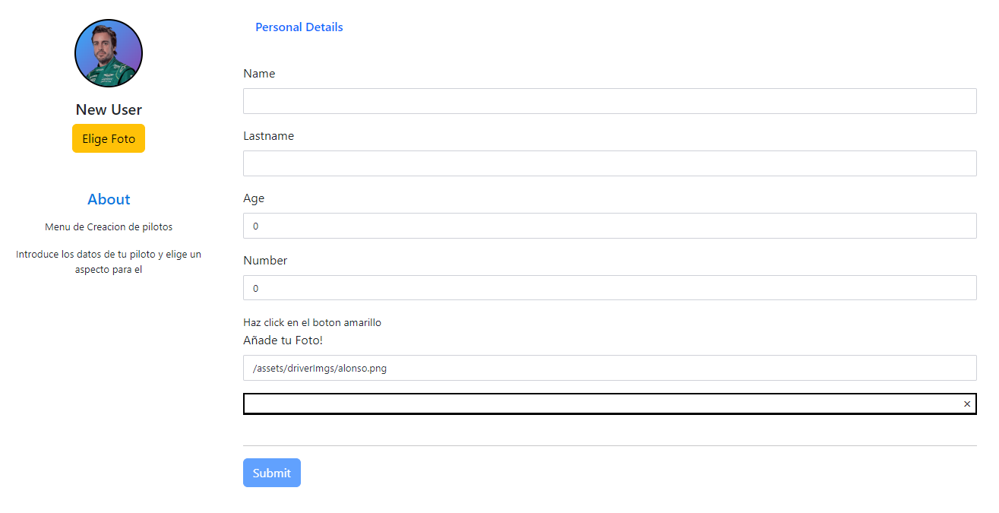 New User
Elige Foto
About
Menu de Creacion de pilotos
Introduce los datos de tu piloto y elige un
aspecto para el
Personal Details
Name
Lastname
Age
0
Number
0
Haz click en el boton amarillo
Añade tu Foto!
/assets/driverImgs/alonso.png
×
Submit